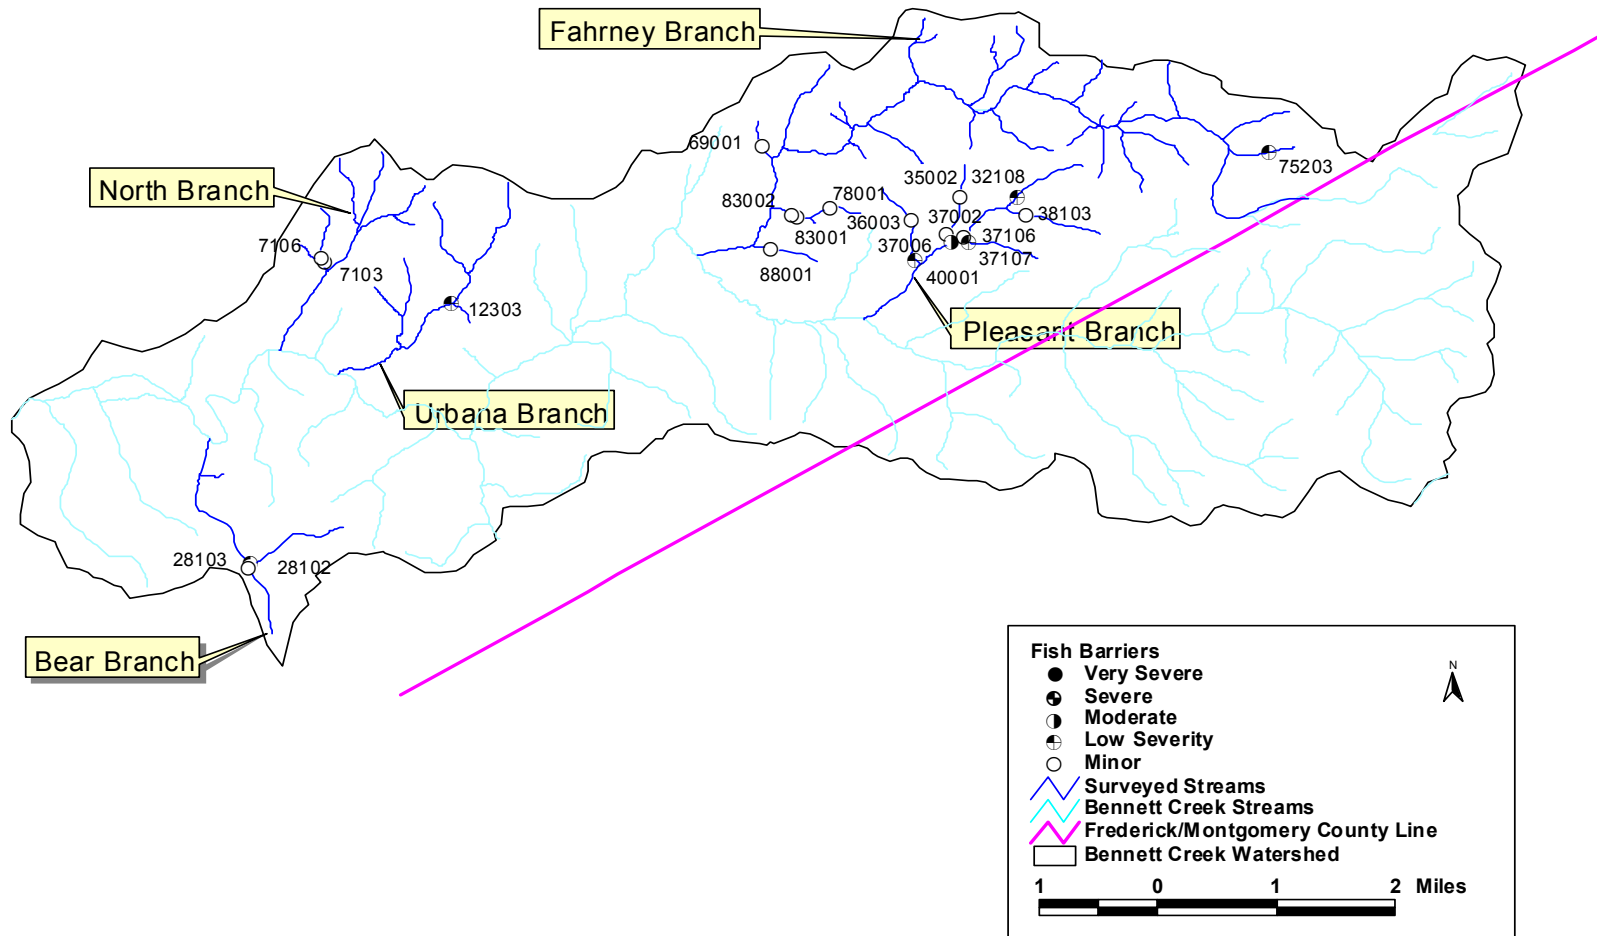 Fahrney Branch
69001
North Branch
75203
35002
32108
83002
78001
36003
37002
38103
7106
83001
37006
37106
7103
88001
37107
40001
12303
Pleasant Branch
Urbana Branch
28103
28102
Bear Branch
Fish Barriers
N
Very Severe
Severe
Moderate
Low Severity
Minor
Surveyed Streams
Bennett Creek Streams
Frederick/Montgomery County Line
Bennett Creek Watershed
1 0 1 2 Miles